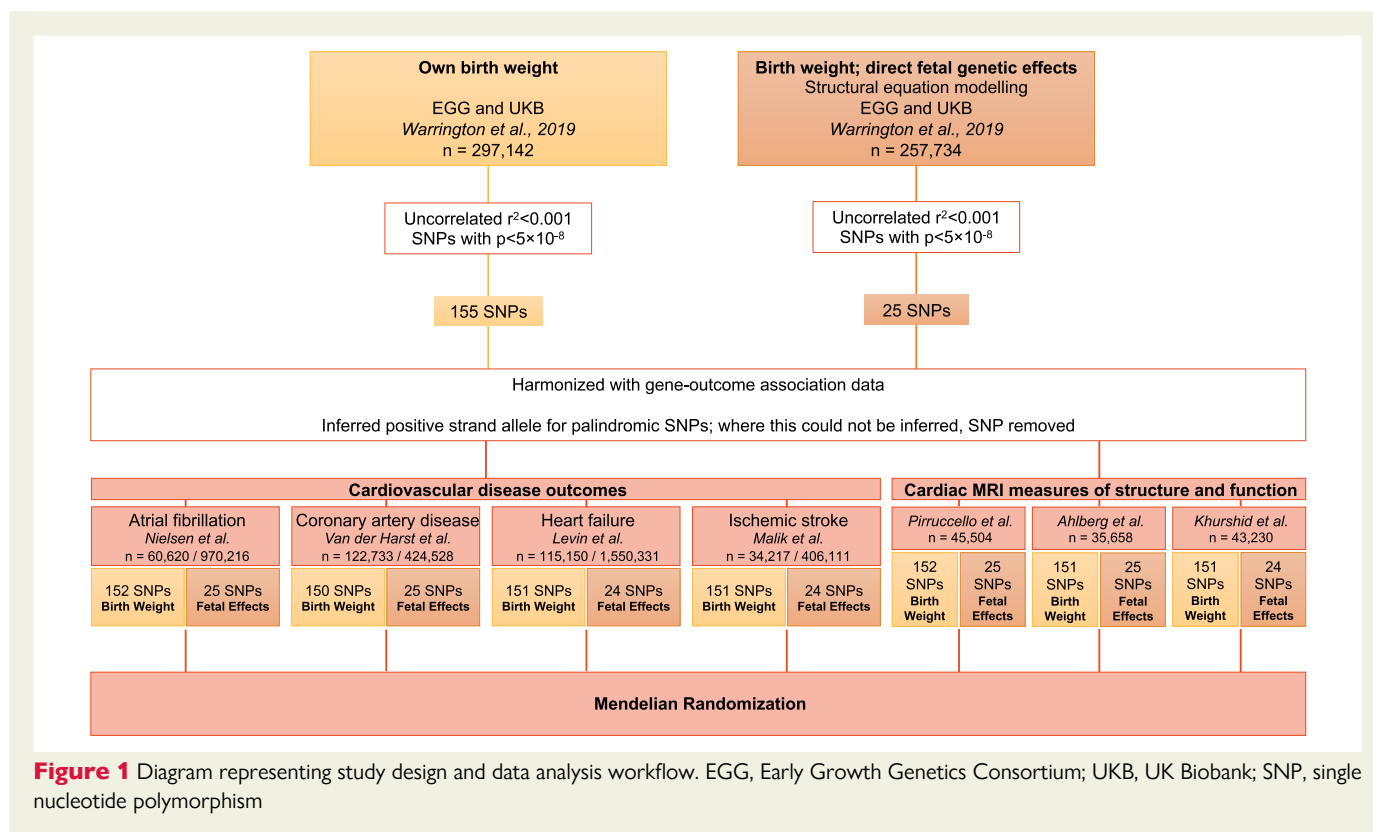 Own birth weight
EGG and UKB
Warrington et al., 2019
n = 297,142
Birth weight; direct fetal genetic effects
Structural equation modelling
EGG and UKB
Warrington et al., 2019
n = 257,734
Uncorrelated r²<0.001
SNPs with p<5×10⁻⁸
Uncorrelated r²<0.001
SNPs with p<5×10⁻⁸
155 SNPs
25 SNPs
Harmonized with gene-outcome association data
Inferred positive strand allele for palindromic SNPs; where this could not be inferred, SNP removed
Cardiovascular disease outcomes
Cardiac MRI measures of structure and function
Atrial fibrillation
Nielsen et al.
n = 60,620 / 970,216
Coronary artery disease
Van der Harst et al.
n = 122,733 / 424,528
Heart failure
Levin et al.
n = 115,150 / 1,550,331
Ischemic stroke
Malik et al.
n = 34,217 / 406,111
Pirruccello et al.
n = 45,504
Ahlberg et al.
n = 35,658
Khurshid et al.
n = 43,230
152 SNPs
Birth Weight
25 SNPs
Fetal Effects
150 SNPs
Birth Weight
25 SNPs
Fetal Effects
151 SNPs
Birth Weight
24 SNPs
Fetal Effects
151 SNPs
Birth Weight
24 SNPs
Fetal Effects
152
SNPs
Birth
Weight
25
SNPs
Fetal
Effects
151
SNPs
Birth
Weight
25
SNPs
Fetal
Effects
151
SNPs
Birth
Weight
24
SNPs
Fetal
Effects
Mendelian Randomization
Figure 1 Diagram representing study design and data analysis workflow. EGG, Early Growth Genetics Consortium; UKB, UK Biobank; SNP, single
nucleotide polymorphism